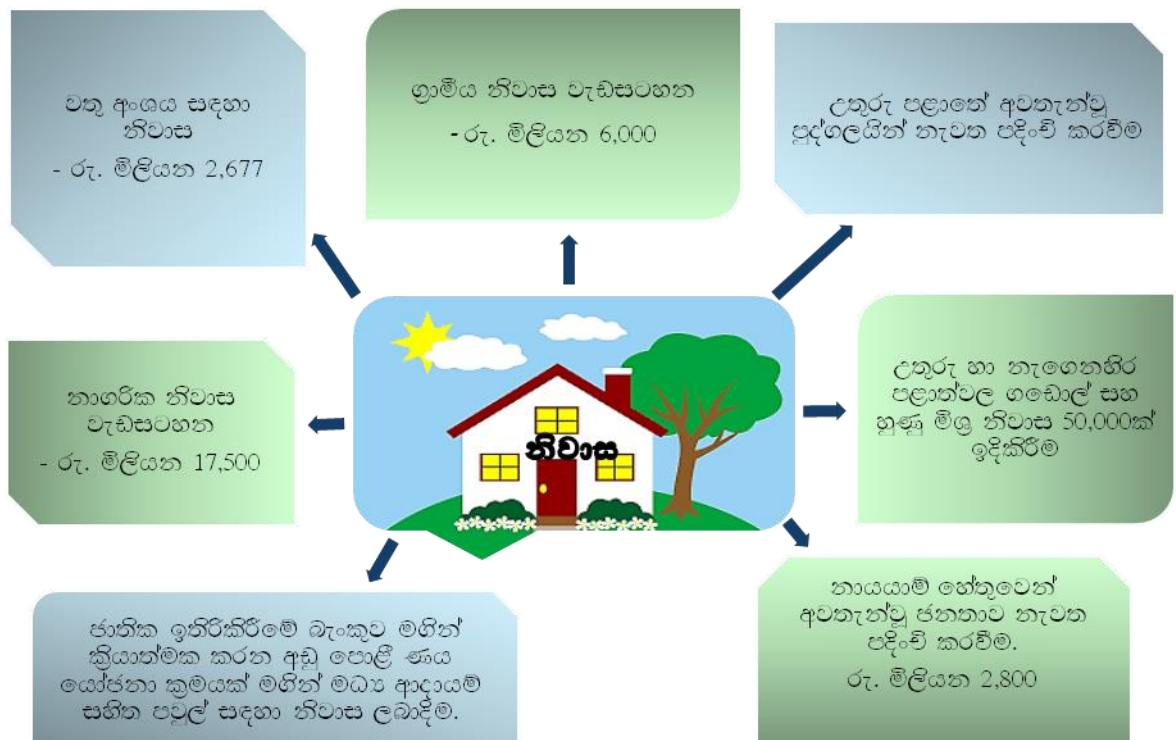 වතු අංශය සඳහා
නිවාස
- රු. මිලියන 2,677
ග්‍රාමීය නිවාස වැඩසටහන
- රු. මිලියන 6,000
උතුරු පළාතේ අවතැන්වූ
පුද්ගලයින් නැවත පදිංචි කරවීම
නාගරික නිවාස
වැඩසටහන
- රු. මිලියන 17,500
නිවාස
උතුරු හා නැගෙනහිර
පළාත්වල ගඩොල් සහ
හුණු මිශ්‍ර නිවාස 50,000ක්
ඉදිකිරීම
ජාතික ඉතිරිකිරීමේ බැංකුව මගින්
ක්‍රියාත්මක කරන අඩු පොළී ණය
යෝජනා ක්‍රමයක් මගින් මධ්‍ය ආදායම්
සහිත පවුල් සඳහා නිවාස ලබාදිම.
නායයාම් හේතුවෙන්
අවතැන්වූ ජනතාව නැවත
පදිංචි කරවීම.
රු. මිලියන 2,800